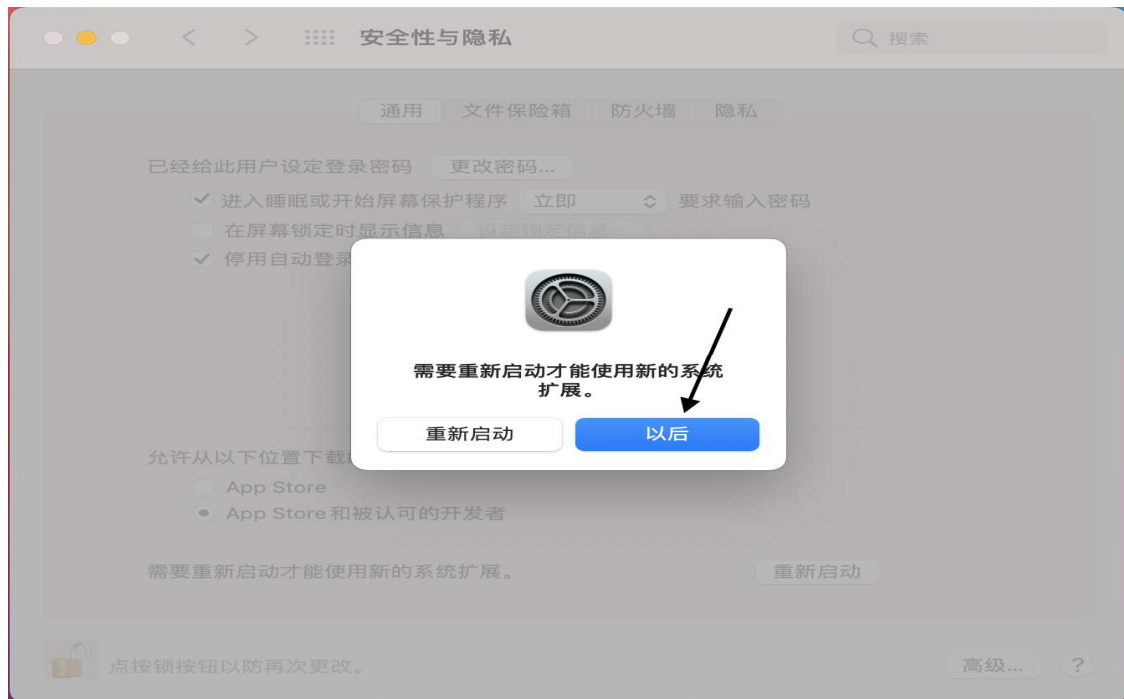 安全性与隐私
搜索
通用 文件保险箱 防火墙 隐私
已经给此用户设定登录密码 更改密码...
进入睡眠或开始屏幕保护程序 立即 要求输入密码
在屏幕锁定时显示信息 设定锁定信息...
停用自动登录
需要重新启动才能使用新的系统
扩展。
重新启动 以后
允许从以下位置下载
App Store
App Store 和被认可的开发者
需要重新启动才能使用新的系统扩展。 重新启动
点按锁按钮以防再次更改。 高级... ?